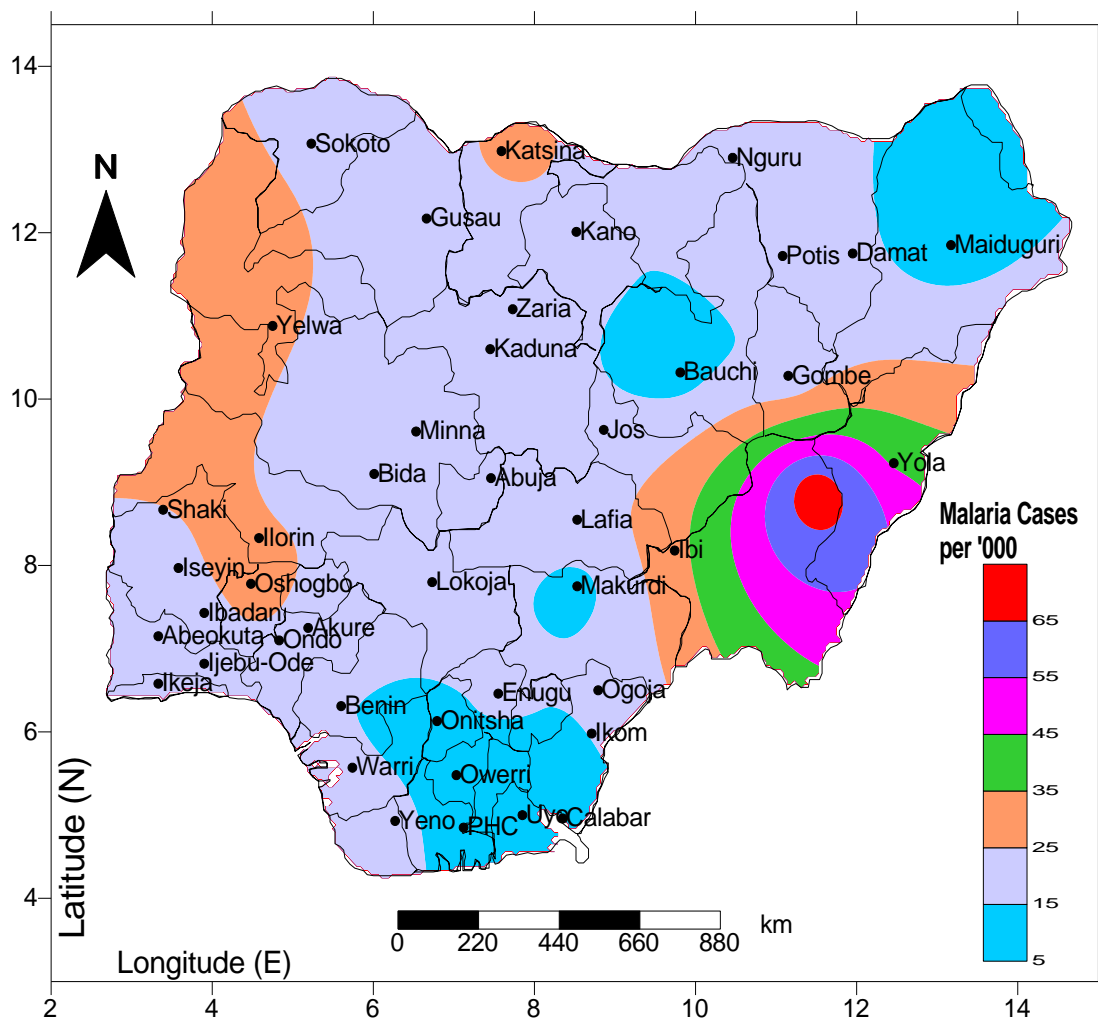 14
12
10
8
6
4
2
4
6
8
10
12
14
Latitude (N)
Longitude (E)
N
Sokoto
Katsina
Nguru
Gusau
Kano
Potis
Damat
Maiduguri
Yelwa
Zaria
Kaduna
Bauchi
Gombe
Minna
Jos
Bida
Abuja
Yola
Shaki
Lafia
Ilorin
Ibi
Iseyin
Oshogbo
Lokoja
Makurdi
Ibadani
Akure
Abeokuta
Ondo
Ijebu-Ode
Ikeja
Enugu
Ogoja
Benin
Onitsha
Ikom
Warri
Owerri
Yeno
PHC
Uyo
Calabar
Malaria Cases
per '000
65
55
45
35
25
15
5
0
220
440
660
880
km